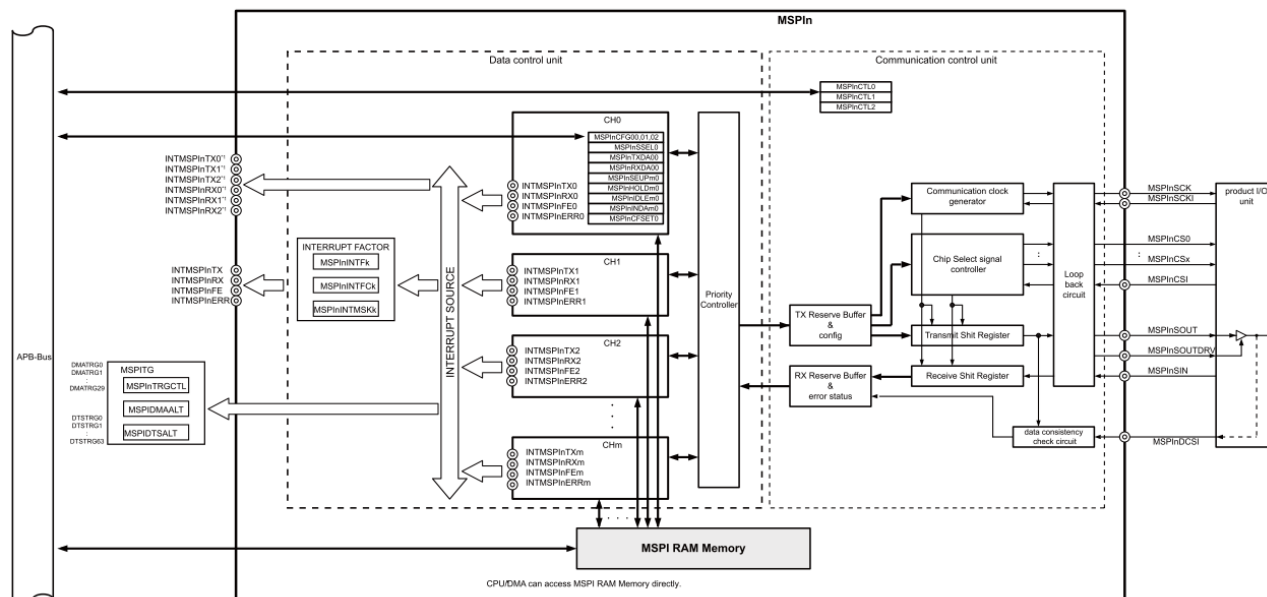 MSPIn
Data control unit
Communication control unit
MSPInCTL0
MSPInCTL1
MSPInCTL2
CH0
MSPInCFG00,01,02
MSPInSSEL0
MSPInTXDA00
MSPInRXDA00
MSPInSEUPm0
MSPInHOLDm0
MSPInIDLEm0
MSPInINDAm0
MSPInCFSET0
INTMSPInTX0
INTMSPInRX0
INTMSPInFE0
INTMSPInERR0
INTMSPInTX0*1
INTMSPInTX1*1
INTMSPInTX2*1
INTMSPInRX0*1
INTMSPInRX1*1
INTMSPInRX2*1
INTERRUPT FACTOR
MSPInINTFk
MSPInINTFCk
MSPInINTMSKk
INTMSPInTX
INTMSPInRX
INTMSPInFE
INTMSPInERR
INTERRUPT SOURCE
CH1
INTMSPInTX1
INTMSPInRX1
INTMSPInFE1
INTMSPInERR1
CH2
INTMSPInTX2
INTMSPInRX2
INTMSPInFE2
INTMSPInERR2
CHm
INTMSPInTXm
INTMSPInRXm
INTMSPInFEm
INTMSPInERRm
Priority
Controller
APB-Bus
MSPITG
MSPInTRGCTL
MSPIDMAALT
MSPIDTSALT
DMATRG0
DMATRG1
:
DMATRG29
DTSTRG0
DTSTRG1
:
DTSTRG63
TX Reserve Buffer
&
config
RX Reserve Buffer
&
error status
Communication clock
generator
Chip Select signal
controller
Transmit Shit Register
Receive Shit Register
data consistency
check circuit
Loop
back
circuit
MSPInSCK
MSPInSCKI
MSPInCS0
:
MSPInCSx
MSPInCSI
MSPInSOUT
MSPInSOUTDRV
MSPInSIN
MSPInDCSI
product I/O
unit
MSPI RAM Memory
CPU/DMA can access MSPI RAM Memory directly.